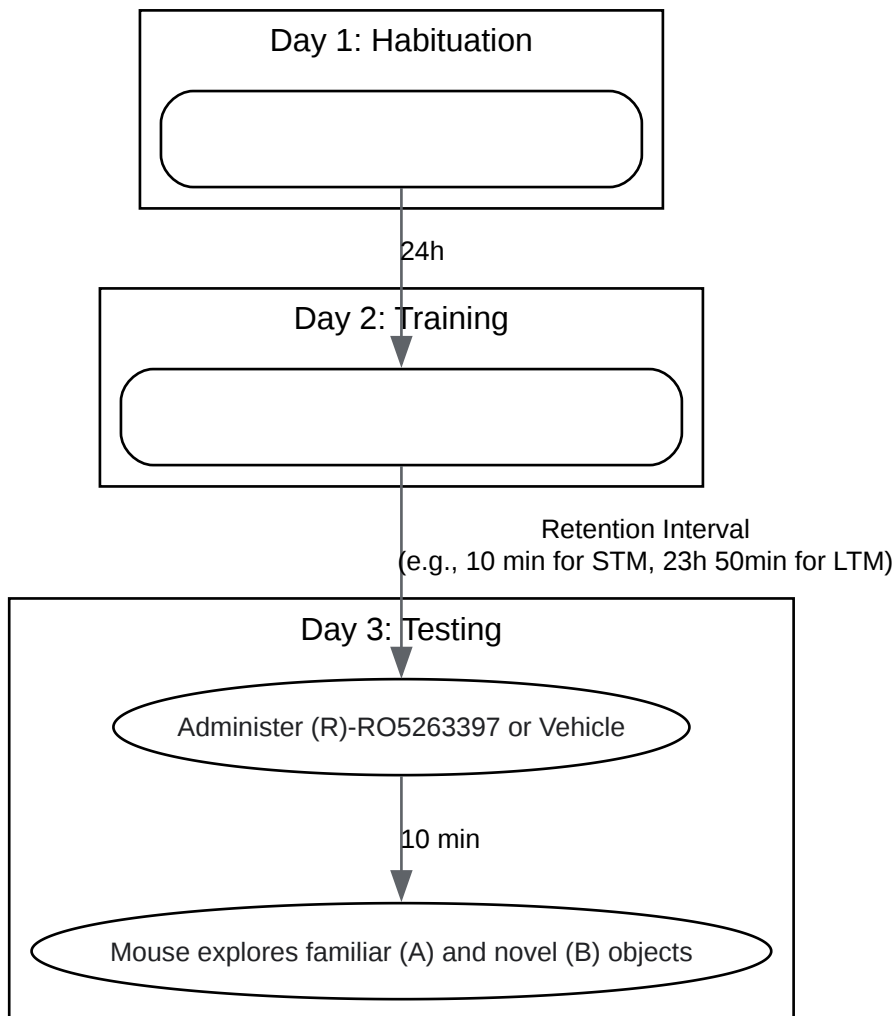 Day 1: Habituation
24h
Day 2: Training
Retention Interval
(e.g., 10 min for STM, 23h 50min for LTM)
Day 3: Testing
Administer (R)-RO5263397 or Vehicle
10 min
Mouse explores familiar (A) and novel (B) objects